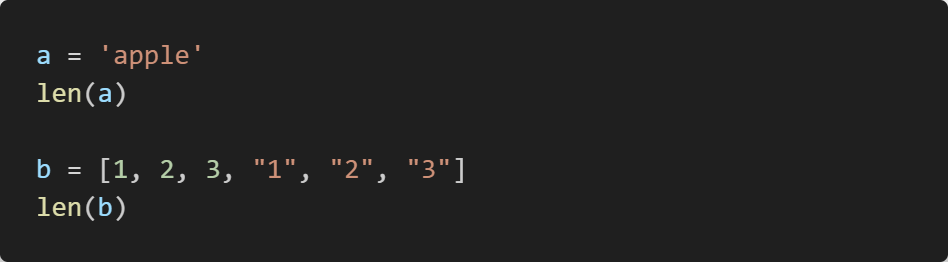 a = 'apple'
len(a)
b = [1, 2, 3, "1", "2", "3"]
len(b)